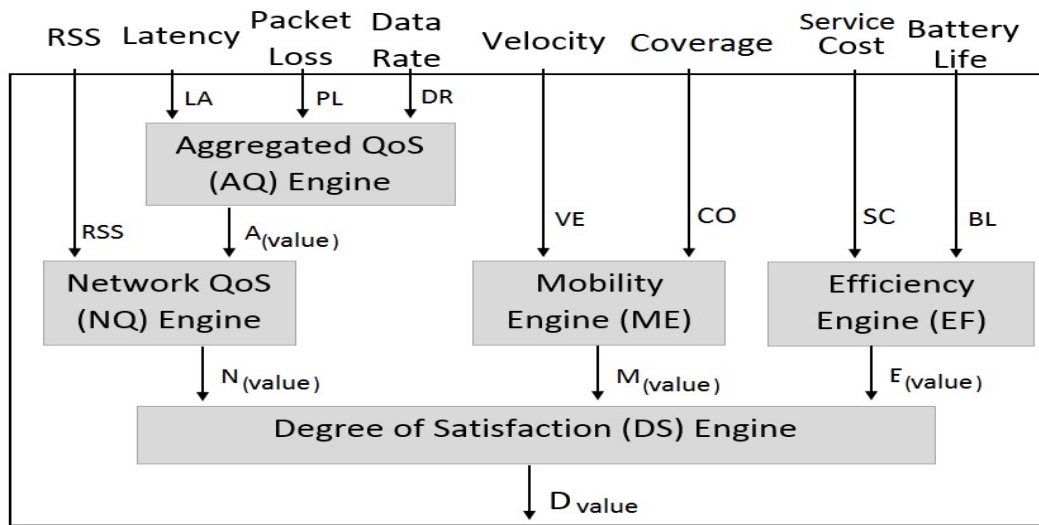 RSS
Latency
Packet
Loss
Data
Rate
Velocity
Coverage
Service
Cost
Battery
Life
LA
PL
DR
Aggregated QoS
(AQ) Engine
RSS
A(value)
VE
CO
SC
BL
Network QoS
(NQ) Engine
Mobility
Engine (ME)
Efficiency
Engine (EF)
N(value)
M(value)
E(value)
Degree of Satisfaction (DS) Engine
D value